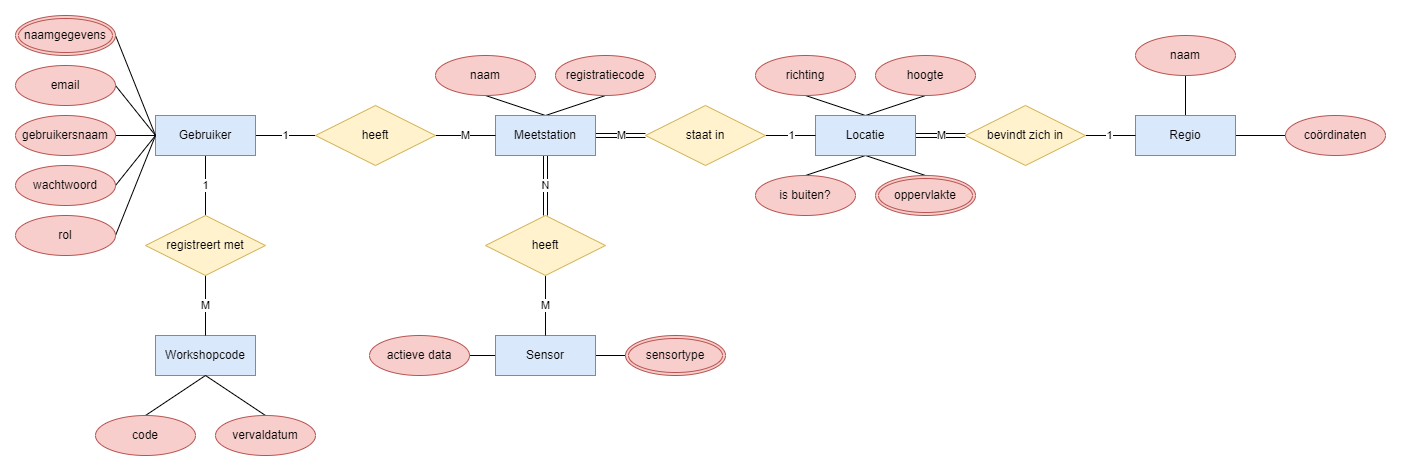 naamgegevens
email
gebruikersnaam
wachtwoord
rol
Gebruiker
1
heeft
M
naam
registratiecode
Meetstation
M
staat in
1
richting
hoogte
Locatie
is buiten?
oppervlakte
M
bevindt zich in
1
naam
Regio
coördinaten
1
registreert met
M
Workshopcode
code
vervaldatum
N
heeft
M
actieve data
Sensor
sensortype